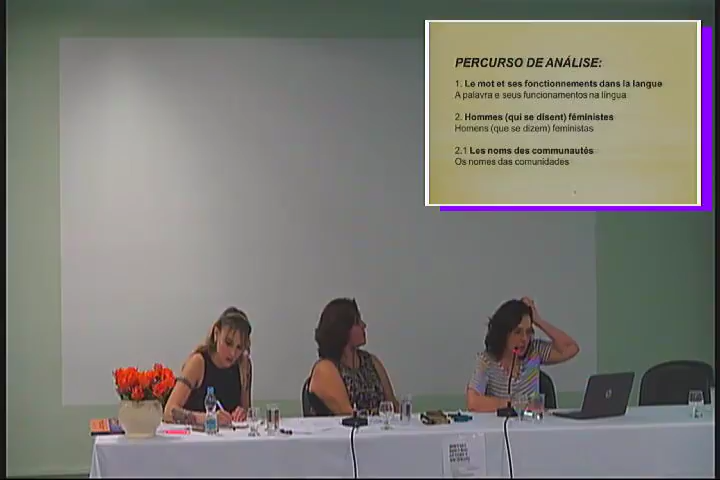 PERCURSO DE ANÁLISE:
1. Le mot et ses fonctionnements dans la langue
A palavra e seus funcionamentos na língua
2. Hommes (qui se disent) féministes
Homens (que se dizem) feministas
2.1 Les noms des communautés
Os nomes das comunidades